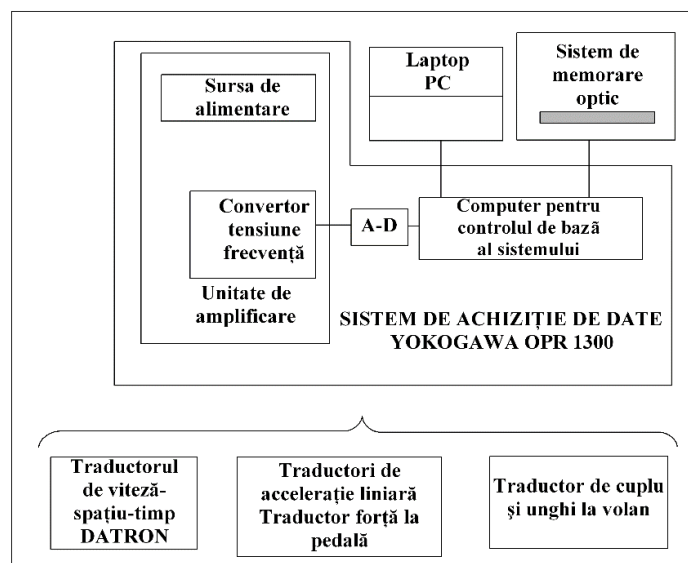 Sursa de
alimentare
Laptop
PC
Sistem de
memorare
optic
Convertor
tensiune
frecvență
A-D
Computer pentru
controlul de bază
al sistemului
Unitate de
amplificare
SISTEM DE ACHIZIȚIE DE DATE
YOKOGAWA OPR 1300
Traductorul
de viteză-
spațiu-timp
DATRON
Traductori de
accelerație liniară
Traductor forță la
pedală
Traductor de cuplu
și unghi la volan